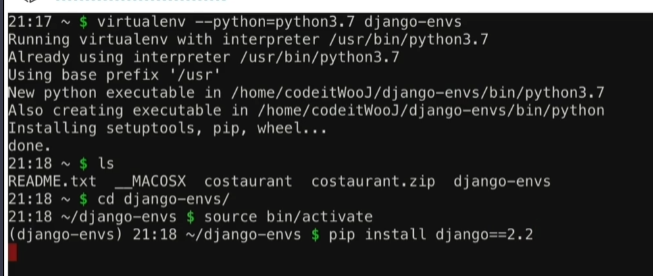 21:17 ~ $ virtualenv --python=python3.7 django-envs
Running virtualenv with interpreter /usr/bin/python3.7
Already using interpreter /usr/bin/python3.7
Using base prefix '/usr'
New python executable in /home/codeitWooJ/django-envs/bin/python3.7
Also creating executable in /home/codeitWooJ/django-envs/bin/python
Installing setuptools, pip, wheel...
done.
21:18 ~ $ ls
README.txt  __MACOSX  costaurant  costaurant.zip  django-envs
21:18 ~ $ cd django-envs/
21:18 ~/django-envs $ source bin/activate
(django-envs) 21:18 ~/django-envs $ pip install django==2.2